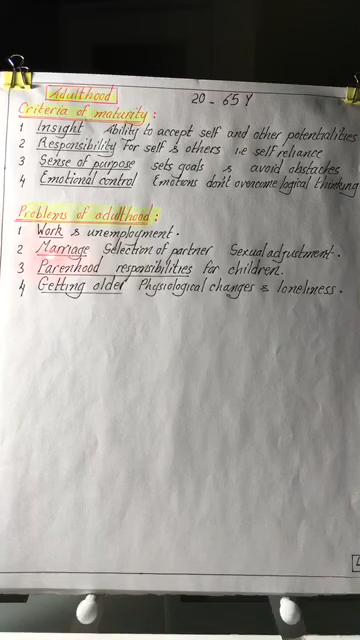 Adulthood 20 - 65 Y
Criteria of maturity :
1 Insight Ability to accept self and other potentialities
2 Responsibility For self & others i.e self reliance
3 Sense of purpose sets goals & avoid obstacles
4 Emotional control Emotions don't overcome logical thinking
Problems of adulthood :
1 Work & unemployment.
2 Marriage Selection of partner Sexual adjustment.
3 Parenhood responsibilities for children.
4 Getting older Physiological changes & loneliness.